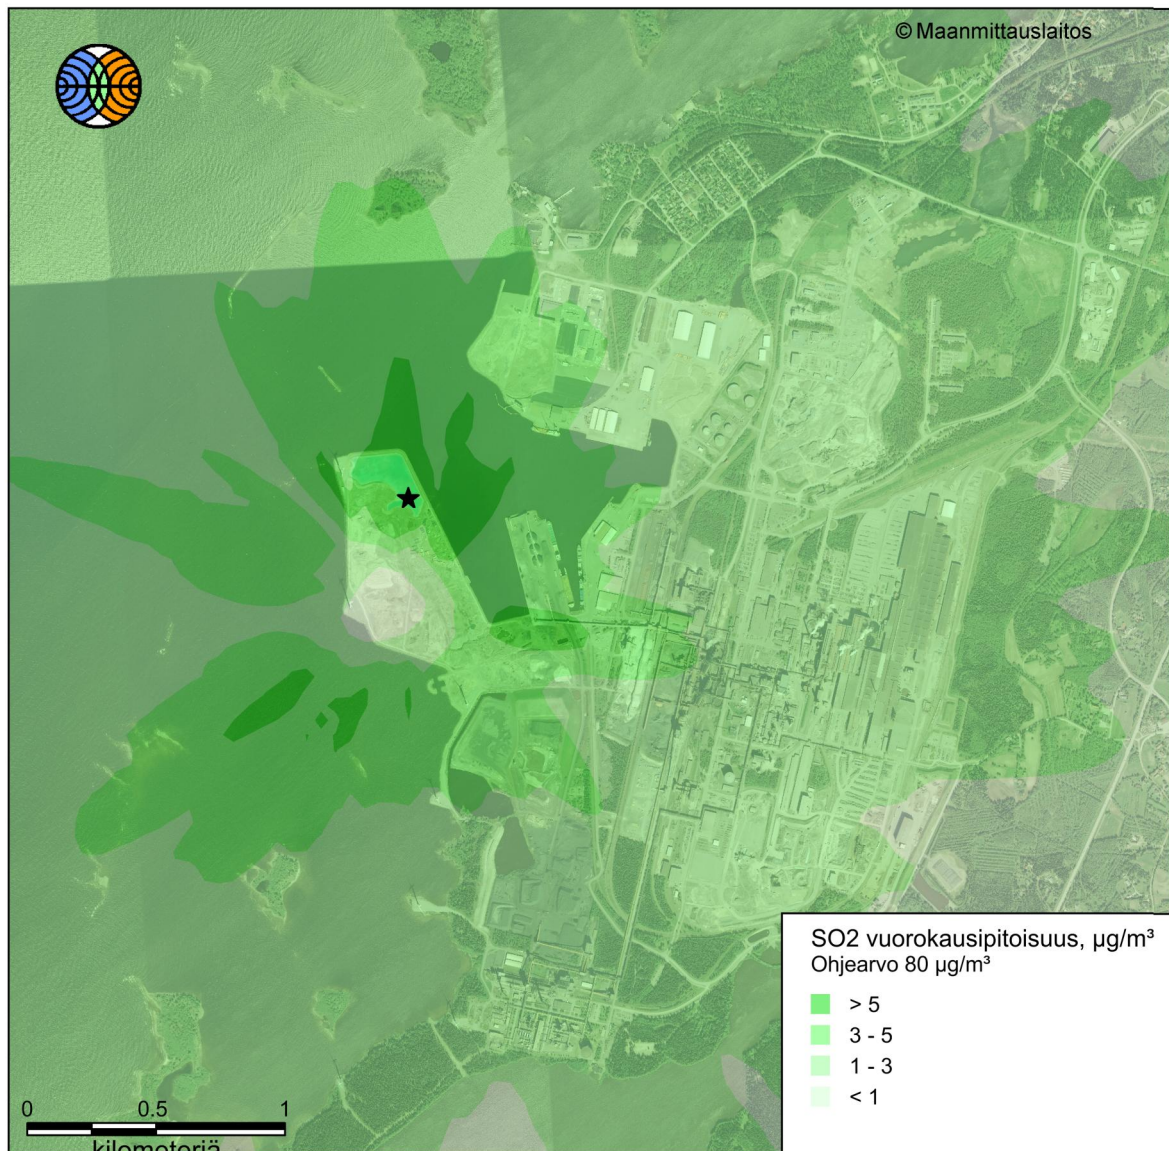 © Maanmittauslaitos
SO2 vuorokausipitoisuus, µg/m³
Ohjearvo 80 µg/m³
> 5
3 - 5
1 - 3
< 1
0 0.5 1
kilometeriä